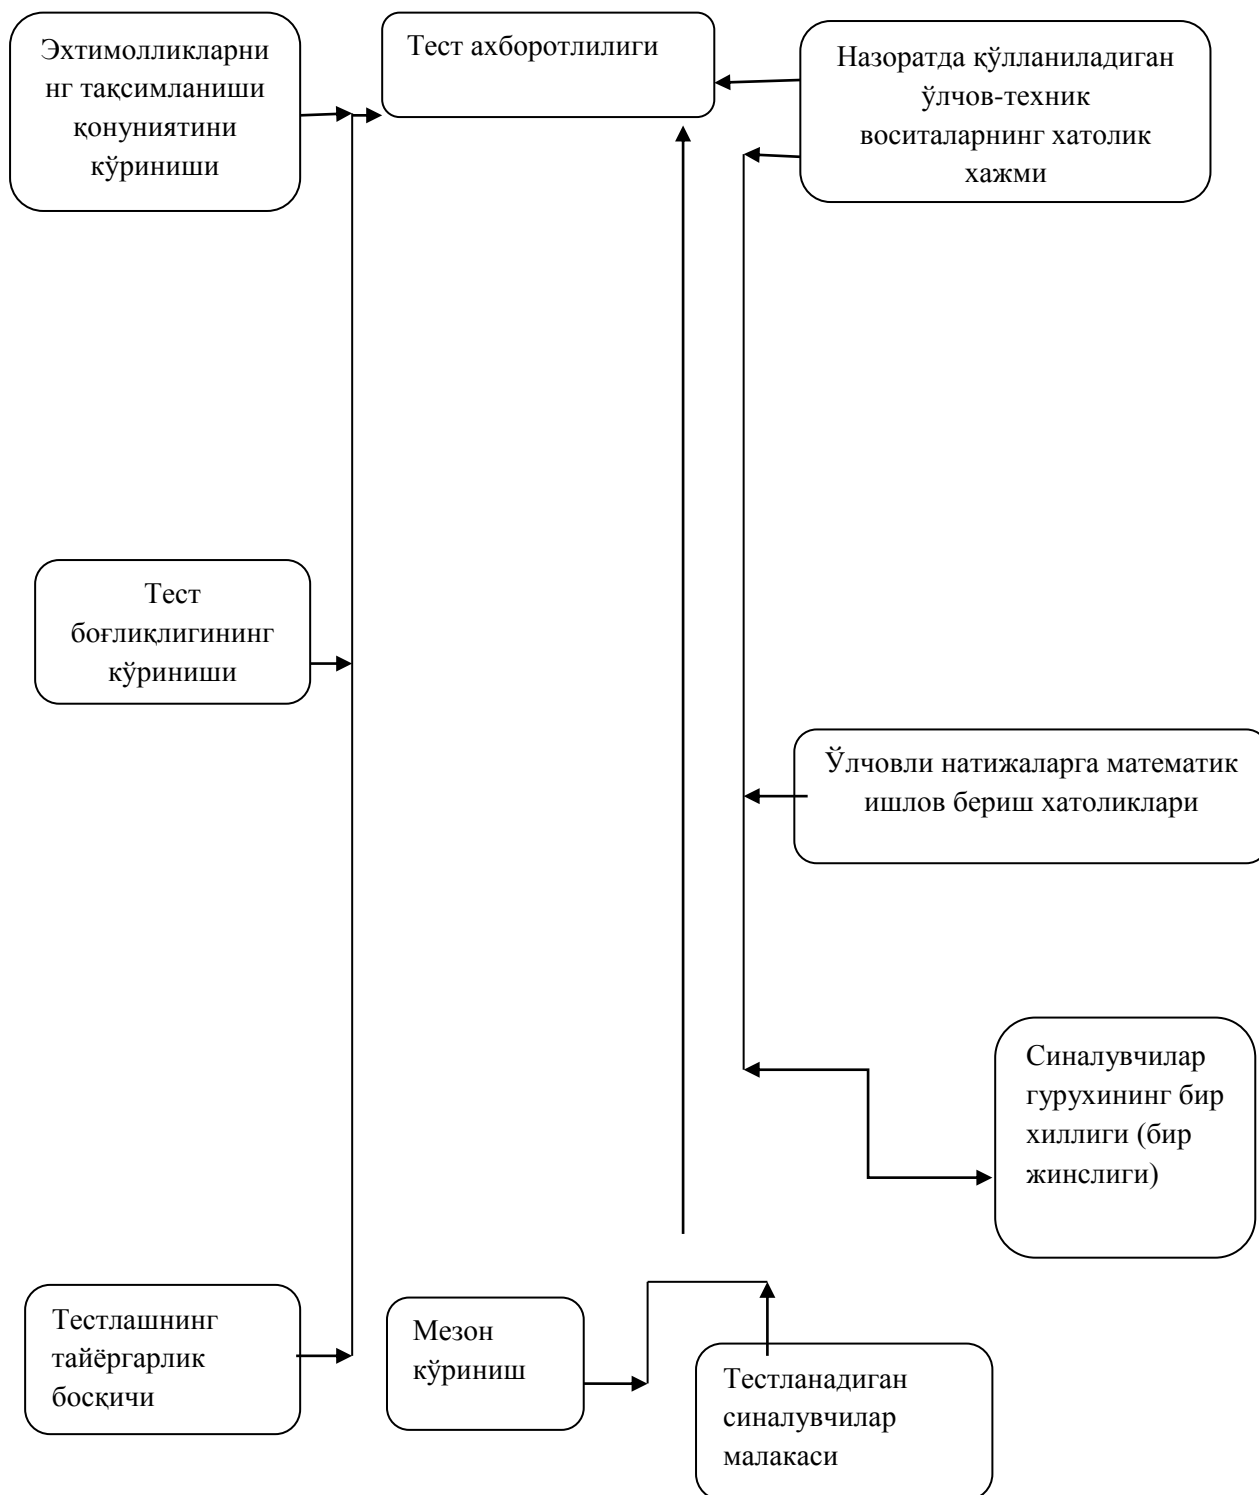 Эхтимолликларни
нг тақсимланиши
қонуниятини
кўриниши
Тест ахборотлилиги
Назоратда қўлланиладиган
ўлчов-техник
воситаларнинг хатолик
хажми
Тест
боғлиқлигининг
кўриниши
Ўлчовли натижаларга математик
ишлов бериш хатоликлари
Синалувчилар
гурухининг бир
хиллиги (бир
жинслиги)
Тестлашнинг
тайёргарлик
босқичи
Мезон
кўриниш
Тестланадиган
синалувчилар
малакаси